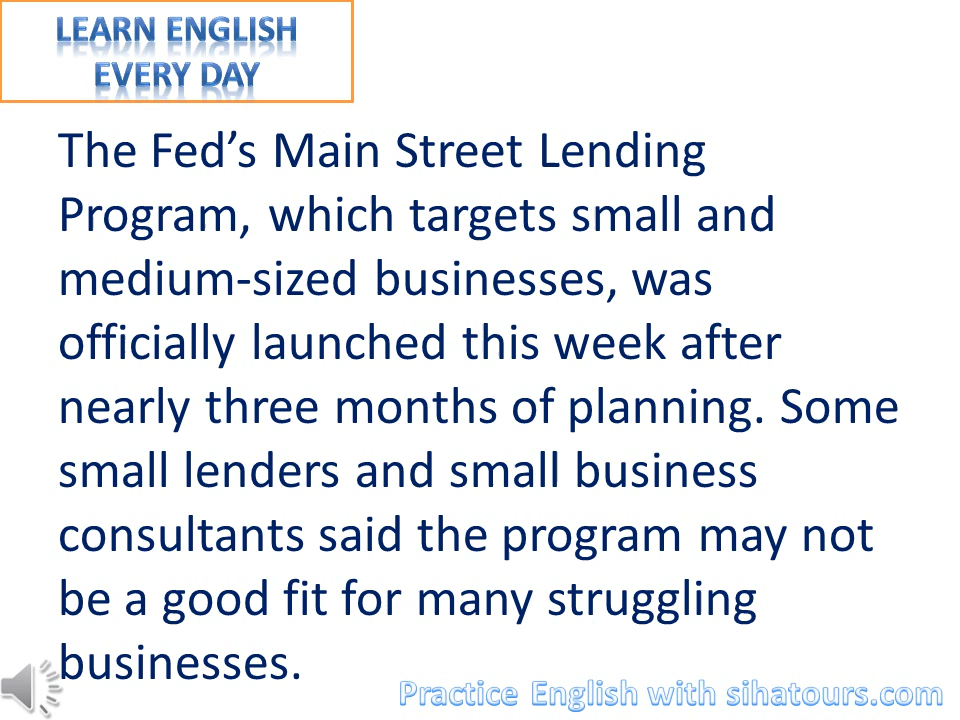 LEARN ENGLISH
EVERY DAY
The Fed’s Main Street Lending
Program, which targets small and
medium-sized businesses, was
officially launched this week after
nearly three months of planning. Some
small lenders and small business
consultants said the program may not
be a good fit for many struggling
businesses.
Practice English with sihatours.com